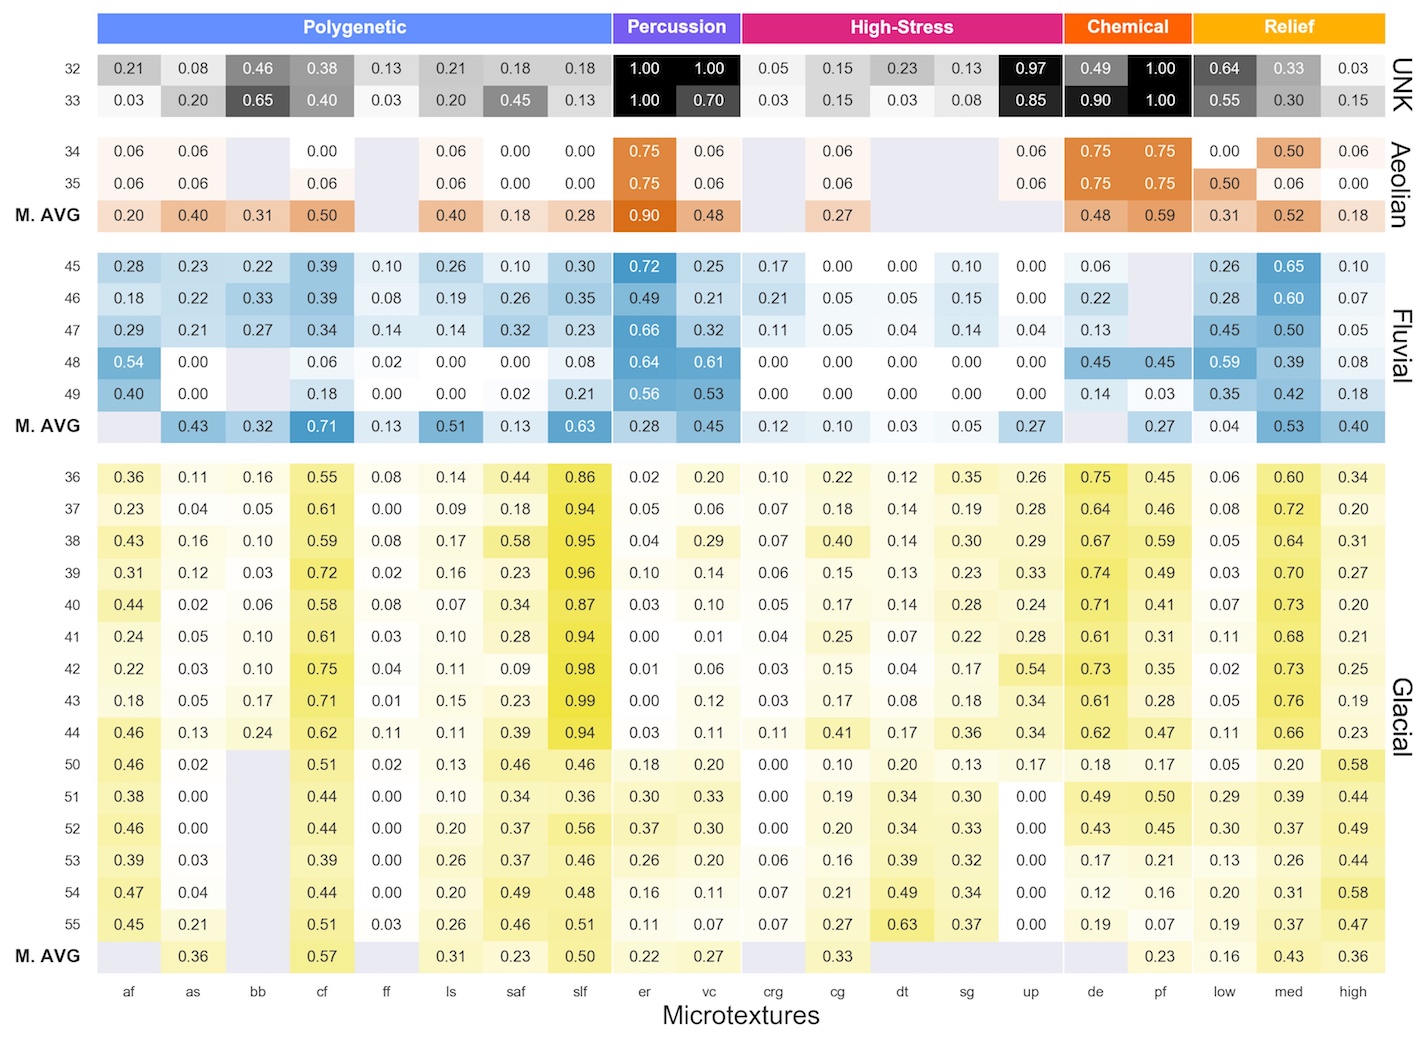 Polygenetic Percussion High-Stress Chemical Relief
32 0.21 0.08 0.46 0.38 0.13 0.21 0.18 0.18 1.00 1.00 0.05 0.15 0.23 0.13 0.97 0.49 1.00 0.64 0.33 0.03
33 0.03 0.20 0.65 0.40 0.03 0.20 0.45 0.13 1.00 0.70 0.03 0.15 0.03 0.08 0.85 0.90 1.00 0.55 0.30 0.15
UNK
34 0.06 0.06 0.00 0.06 0.00 0.00 0.75 0.06 0.06 0.06 0.75 0.75 0.00 0.50 0.06
35 0.06 0.06 0.06 0.06 0.00 0.00 0.75 0.06 0.06 0.06 0.75 0.75 0.50 0.06 0.00
M. AVG 0.20 0.40 0.31 0.50 0.40 0.18 0.28 0.90 0.48 0.27 0.48 0.59 0.31 0.52 0.18
Aeolian
45 0.28 0.23 0.22 0.39 0.10 0.26 0.10 0.30 0.72 0.25 0.17 0.00 0.00 0.10 0.00 0.06 0.26 0.65 0.10
46 0.18 0.22 0.33 0.39 0.08 0.19 0.26 0.35 0.49 0.21 0.21 0.05 0.05 0.15 0.00 0.22 0.28 0.60 0.07
47 0.29 0.21 0.27 0.34 0.14 0.14 0.32 0.23 0.66 0.32 0.11 0.05 0.04 0.14 0.04 0.13 0.45 0.50 0.05
48 0.54 0.00 0.06 0.02 0.00 0.00 0.08 0.64 0.61 0.00 0.00 0.00 0.00 0.00 0.45 0.45 0.59 0.39 0.08
49 0.40 0.00 0.18 0.00 0.00 0.02 0.21 0.56 0.53 0.00 0.00 0.00 0.00 0.00 0.14 0.03 0.35 0.42 0.18
M. AVG 0.43 0.32 0.71 0.13 0.51 0.13 0.63 0.28 0.45 0.12 0.10 0.03 0.05 0.27 0.27 0.04 0.53 0.40
Fluvial
36 0.36 0.11 0.16 0.55 0.08 0.14 0.44 0.86 0.02 0.20 0.10 0.22 0.12 0.35 0.26 0.75 0.45 0.06 0.60 0.34
37 0.23 0.04 0.05 0.61 0.00 0.09 0.18 0.94 0.05 0.06 0.07 0.18 0.14 0.19 0.28 0.64 0.46 0.08 0.72 0.20
38 0.43 0.16 0.10 0.59 0.08 0.17 0.58 0.95 0.04 0.29 0.07 0.40 0.14 0.30 0.29 0.67 0.59 0.05 0.64 0.31
39 0.31 0.12 0.03 0.72 0.02 0.16 0.23 0.96 0.10 0.14 0.06 0.15 0.13 0.23 0.33 0.74 0.49 0.03 0.70 0.27
40 0.44 0.02 0.06 0.58 0.08 0.07 0.34 0.87 0.03 0.10 0.05 0.17 0.14 0.28 0.24 0.71 0.41 0.07 0.73 0.20
41 0.24 0.05 0.10 0.61 0.03 0.10 0.28 0.94 0.00 0.01 0.04 0.25 0.07 0.22 0.28 0.61 0.31 0.11 0.68 0.21
42 0.22 0.03 0.10 0.75 0.04 0.11 0.09 0.98 0.01 0.06 0.03 0.15 0.04 0.17 0.54 0.73 0.35 0.02 0.73 0.25
43 0.18 0.05 0.17 0.71 0.01 0.15 0.23 0.99 0.00 0.12 0.03 0.17 0.08 0.18 0.34 0.61 0.28 0.05 0.76 0.19
44 0.46 0.13 0.24 0.62 0.11 0.11 0.39 0.94 0.03 0.11 0.11 0.41 0.17 0.36 0.34 0.62 0.47 0.11 0.66 0.23
50 0.46 0.02 0.51 0.02 0.13 0.46 0.46 0.18 0.20 0.00 0.10 0.20 0.13 0.17 0.18 0.17 0.05 0.20 0.58
51 0.38 0.00 0.44 0.00 0.10 0.34 0.36 0.30 0.33 0.00 0.19 0.34 0.30 0.00 0.49 0.50 0.29 0.39 0.44
52 0.46 0.00 0.44 0.00 0.20 0.37 0.56 0.37 0.30 0.00 0.20 0.34 0.33 0.00 0.43 0.45 0.30 0.37 0.49
53 0.39 0.03 0.39 0.00 0.26 0.37 0.46 0.26 0.20 0.06 0.16 0.39 0.32 0.00 0.17 0.21 0.13 0.26 0.44
54 0.47 0.04 0.44 0.00 0.20 0.49 0.48 0.16 0.11 0.07 0.21 0.49 0.34 0.00 0.12 0.16 0.20 0.31 0.58
55 0.45 0.21 0.51 0.03 0.26 0.46 0.51 0.11 0.07 0.07 0.27 0.63 0.37 0.00 0.19 0.07 0.19 0.37 0.47
M. AVG 0.36 0.57 0.31 0.23 0.50 0.22 0.27 0.33 0.23 0.16 0.43 0.36
Glacial
af as bb cf ff ls saf slf er vc crg cg dt sg up de pf low med high
Microtextures